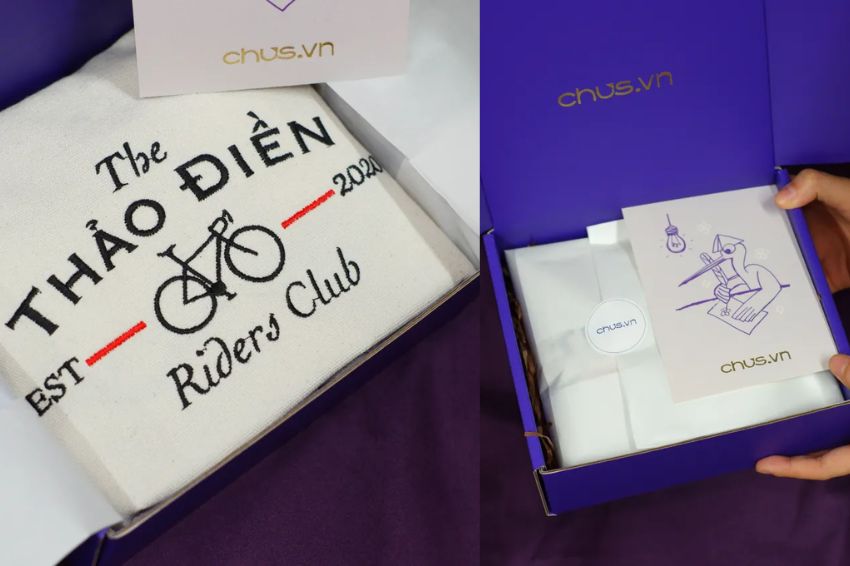 chus.vn
The
THẢO ĐIỀN
EST 2020
Riders Club
chus.vn
chus.vn
chus.vn